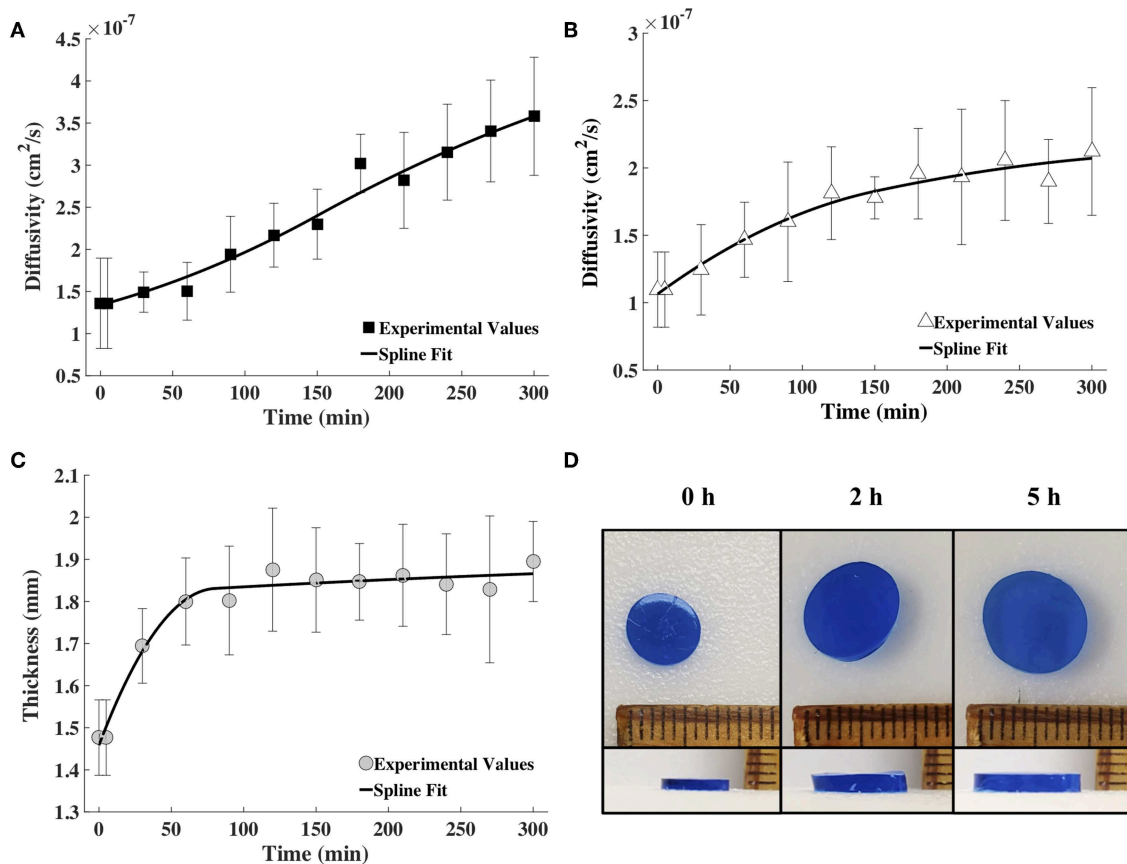 A
×10⁻⁷
4.5
4
3.5
3
2.5
2
1.5
1
0.5
Diffusivity (cm²/s)
Experimental Values
Spline Fit
0 50 100 150 200 250 300
Time (min)
B
×10⁻⁷
3
2.5
2
1.5
1
0.5
Diffusivity (cm²/s)
Experimental Values
Spline Fit
0 50 100 150 200 250 300
Time (min)
C
2.1
2
1.9
1.8
1.7
1.6
1.5
1.4
1.3
Thickness (mm)
Experimental Values
Spline Fit
0 50 100 150 200 250 300
Time (min)
D
0 h 2 h 5 h